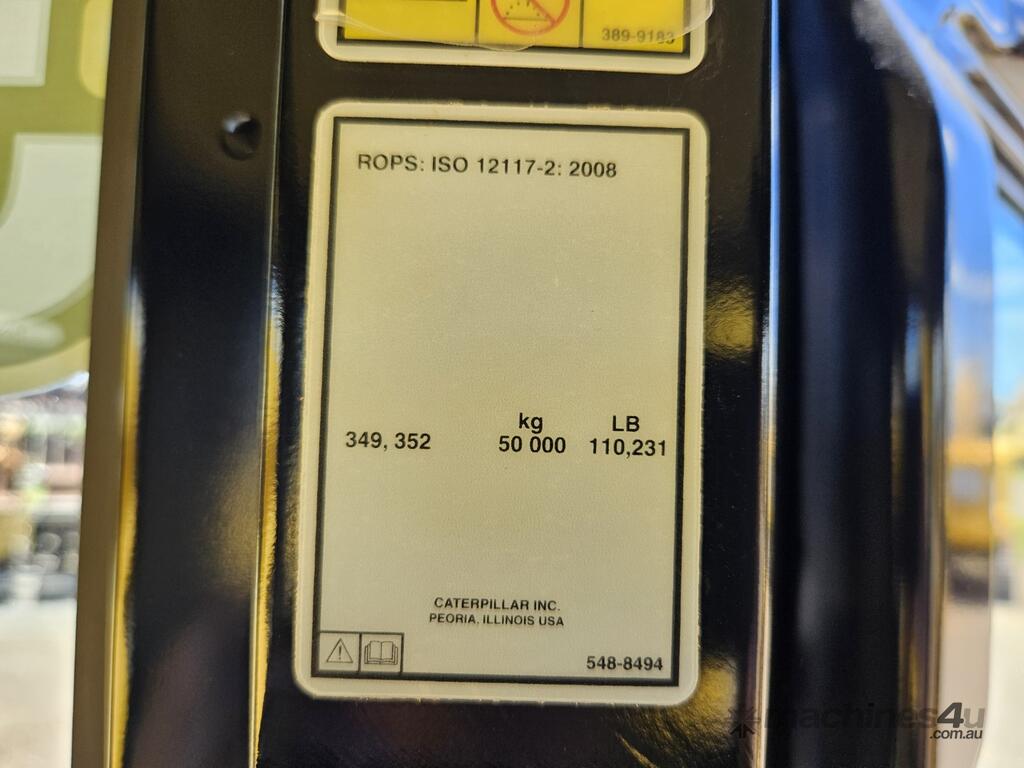 389-9183
ROPS: ISO 12117-2: 2008
kg LB
349, 352 50 000 110,231
CATERPILLAR INC.
PEORIA, ILLINOIS USA
548-8494
machines4u
.com.au